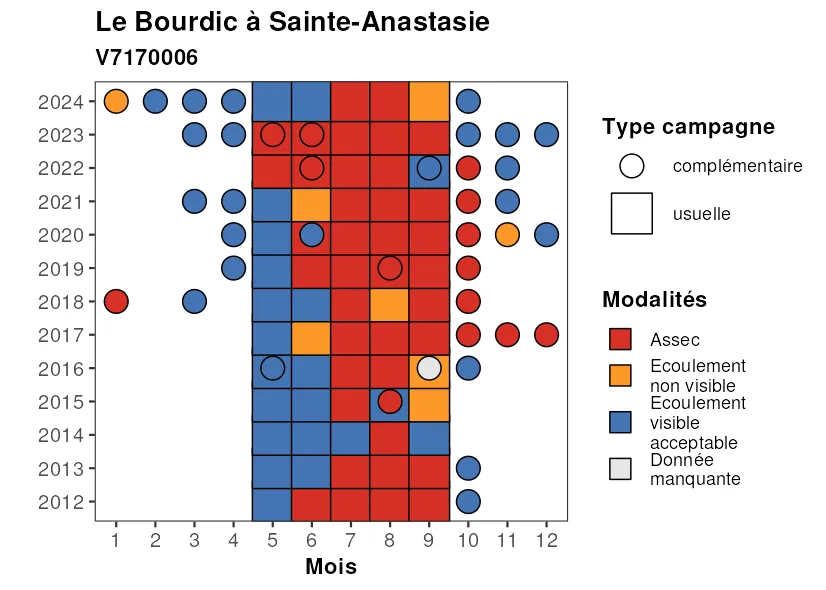 Le Bourdic à Sainte-Anastasie
V7170006
2024
2023
2022
2021
2020
2019
2018
2017
2016
2015
2014
2013
2012
1 2 3 4 5 6 7 8 9 10 11 12
Mois
Type campagne
complémentaire
usuelle
Modalités
Assec
Ecoulement
non visible
Ecoulement
visible
acceptable
Donnée
manquante